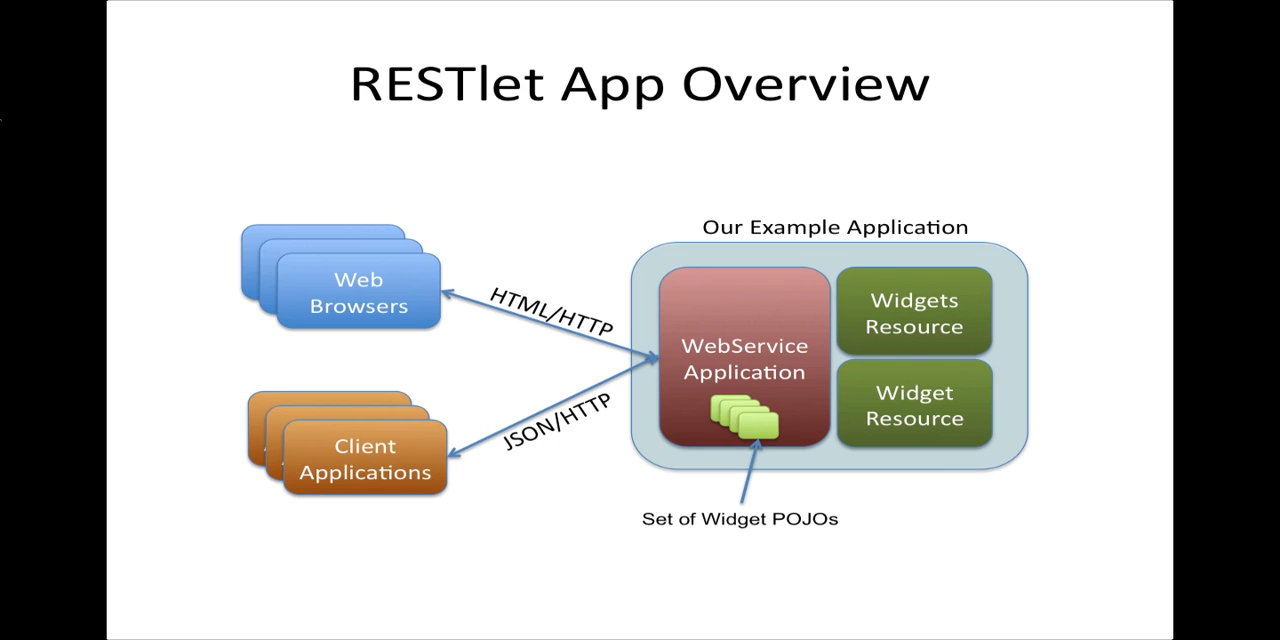 RESTlet App Overview
Our Example Application
Web
Browsers
HTML/HTTP
WebService
Application
Widgets
Resource
Widget
Resource
JSON/HTTP
Client
Applications
Set of Widget POJOs